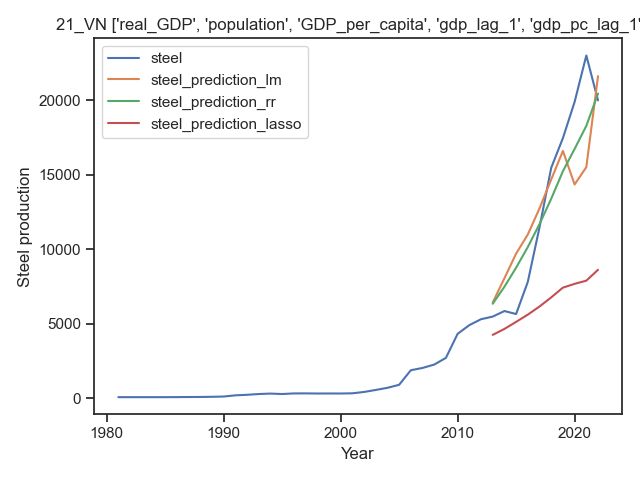 21_VN ['real_GDP', 'population', 'GDP_per_capita', 'gdp_lag_1', 'gdp_pc_lag_1'
steel
steel_prediction_lm
steel_prediction_rr
steel_prediction_lasso
Steel production
20000
15000
10000
5000
0
1980 1990 2000 2010 2020
Year